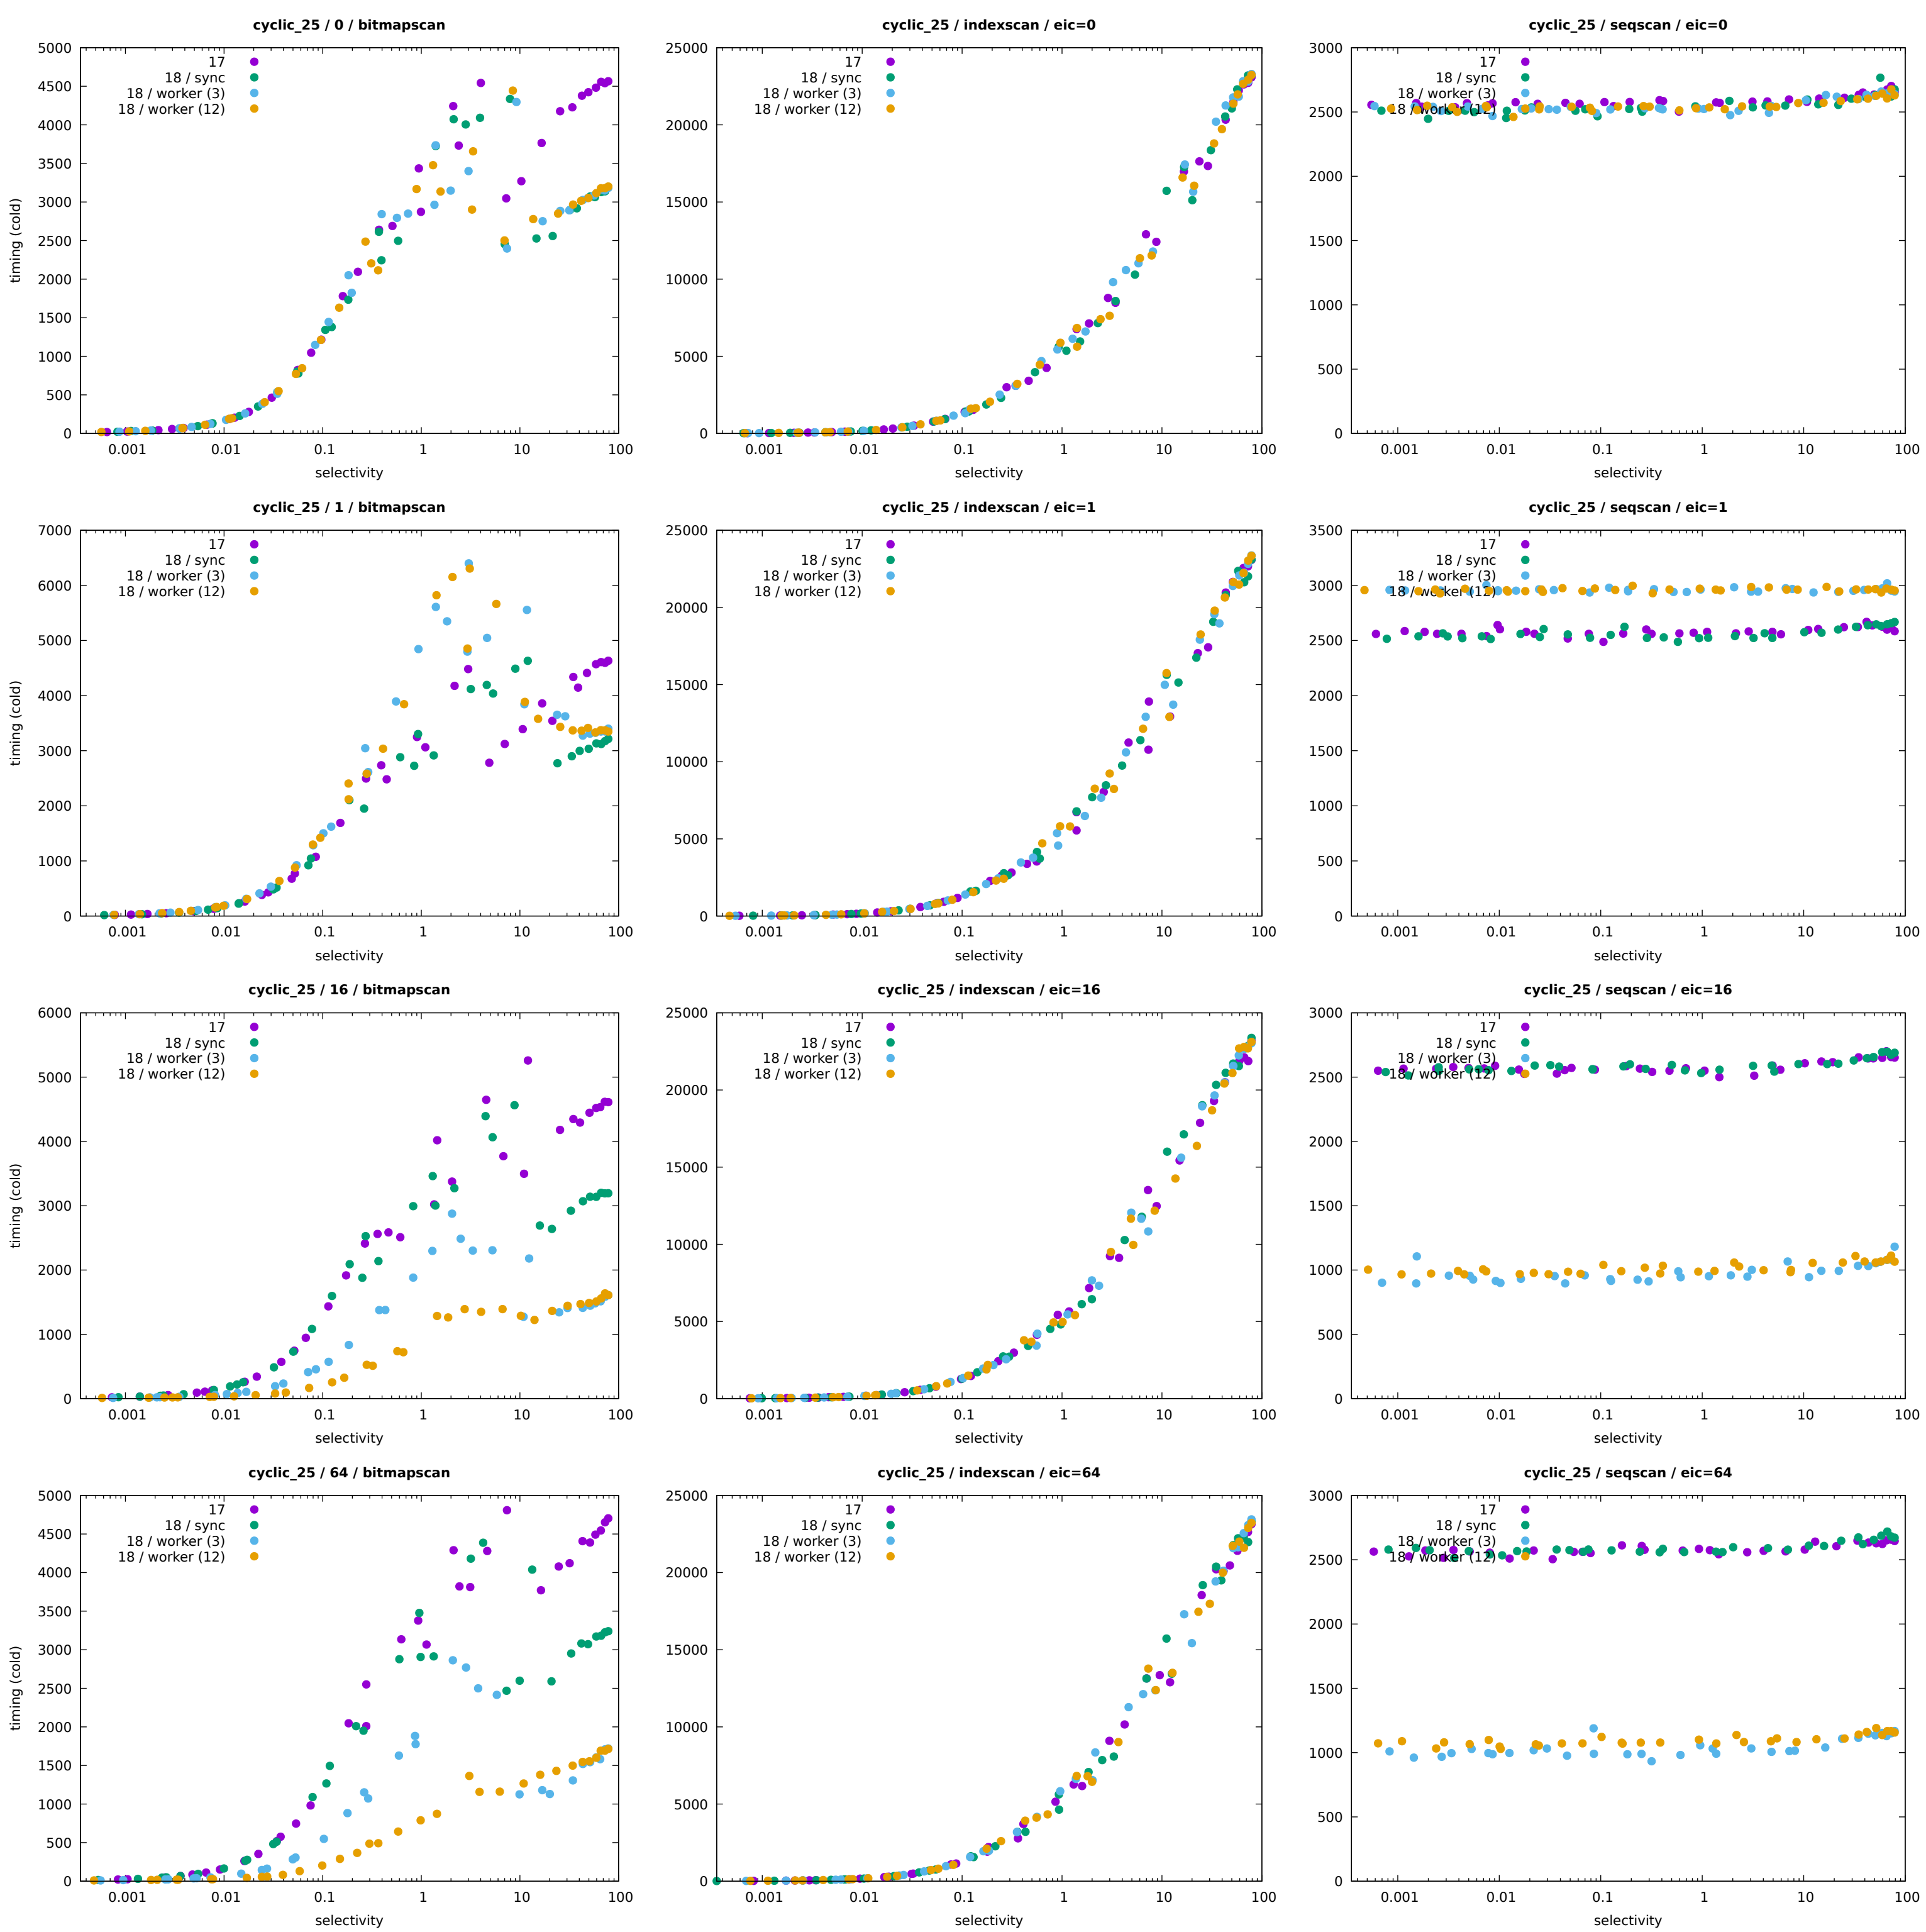 cyclic_25 / 0 / bitmapscan
5000
4500
4000
3500
3000
2500
2000
1500
1000
500
0
timing (cold)
17
18 / sync
18 / worker (3)
18 / worker (12)
0.001 0.01 0.1 1 10 100
selectivity
cyclic_25 / indexscan / eic=0
25000
20000
15000
10000
5000
0
17
18 / sync
18 / worker (3)
18 / worker (12)
0.001 0.01 0.1 1 10 100
selectivity
cyclic_25 / seqscan / eic=0
3000
2500
2000
1500
1000
500
0
17
18 / sync
18 / worker (3)
18 / worker (12)
0.001 0.01 0.1 1 10 100
selectivity
cyclic_25 / 1 / bitmapscan
7000
6000
5000
4000
3000
2000
1000
0
timing (cold)
17
18 / sync
18 / worker (3)
18 / worker (12)
0.001 0.01 0.1 1 10 100
selectivity
cyclic_25 / indexscan / eic=1
25000
20000
15000
10000
5000
0
17
18 / sync
18 / worker (3)
18 / worker (12)
0.001 0.01 0.1 1 10 100
selectivity
cyclic_25 / seqscan / eic=1
3500
3000
2500
2000
1500
1000
500
0
17
18 / sync
18 / worker (3)
18 / worker (12)
0.001 0.01 0.1 1 10 100
selectivity
cyclic_25 / 16 / bitmapscan
6000
5000
4000
3000
2000
1000
0
timing (cold)
17
18 / sync
18 / worker (3)
18 / worker (12)
0.001 0.01 0.1 1 10 100
selectivity
cyclic_25 / indexscan / eic=16
25000
20000
15000
10000
5000
0
17
18 / sync
18 / worker (3)
18 / worker (12)
0.001 0.01 0.1 1 10 100
selectivity
cyclic_25 / seqscan / eic=16
3000
2500
2000
1500
1000
500
0
17
18 / sync
18 / worker (3)
18 / worker (12)
0.001 0.01 0.1 1 10 100
selectivity
cyclic_25 / 64 / bitmapscan
5000
4500
4000
3500
3000
2500
2000
1500
1000
500
0
timing (cold)
17
18 / sync
18 / worker (3)
18 / worker (12)
0.001 0.01 0.1 1 10 100
selectivity
cyclic_25 / indexscan / eic=64
25000
20000
15000
10000
5000
0
17
18 / sync
18 / worker (3)
18 / worker (12)
0.001 0.01 0.1 1 10 100
selectivity
cyclic_25 / seqscan / eic=64
3000
2500
2000
1500
1000
500
0
17
18 / sync
18 / worker (3)
18 / worker (12)
0.001 0.01 0.1 1 10 100
selectivity